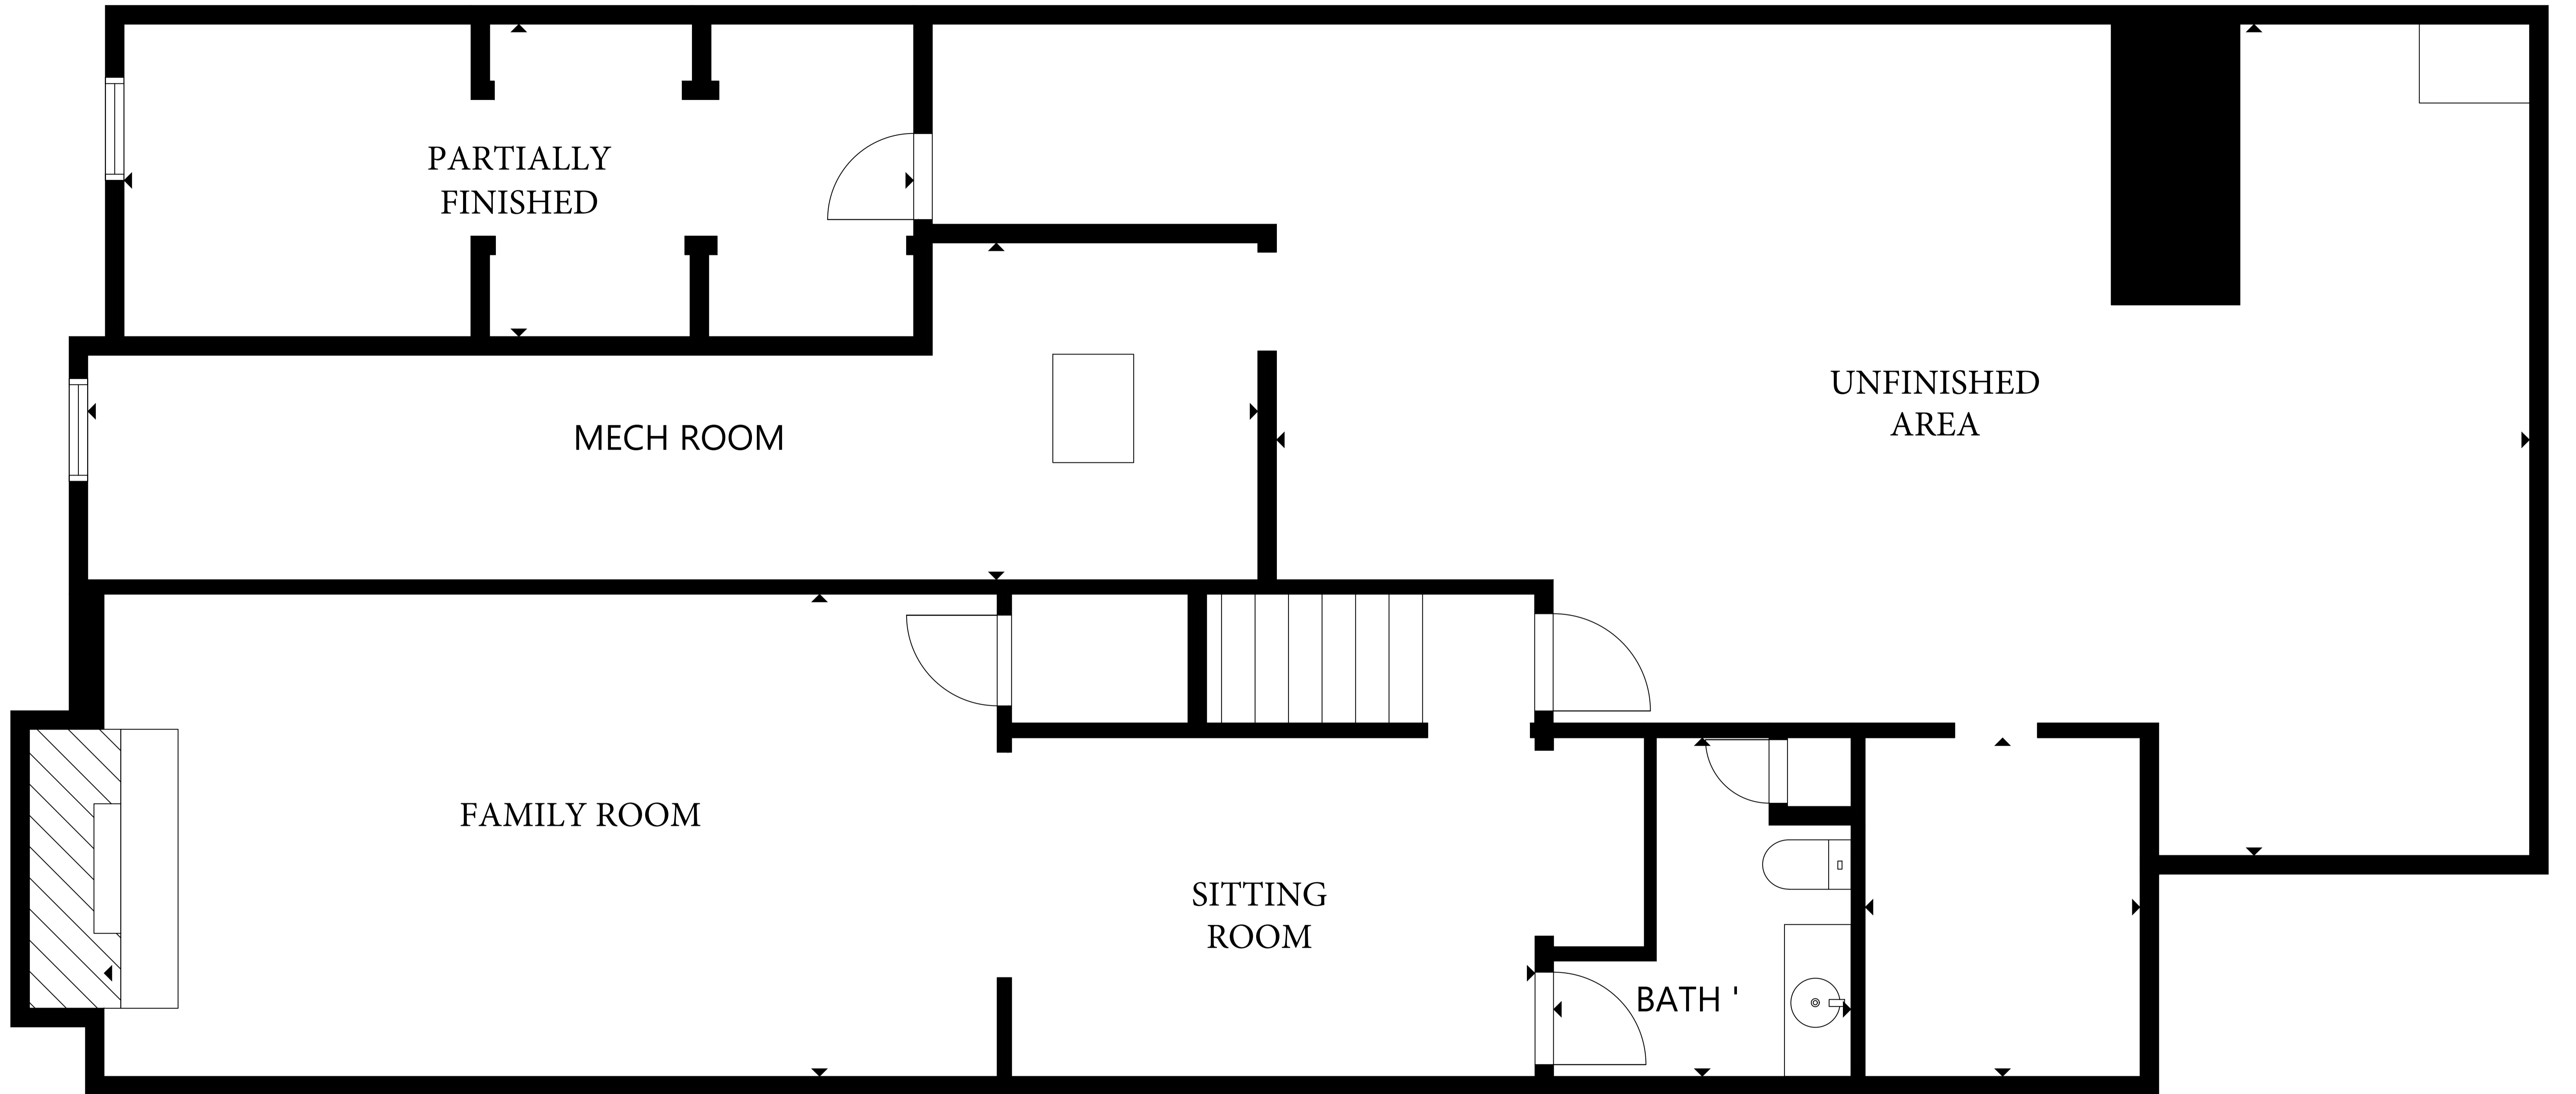 PARTIALLY
FINISHED
UNFINISHED
AREA
MECH ROOM
FAMILY ROOM
SITTING
ROOM
BATH '